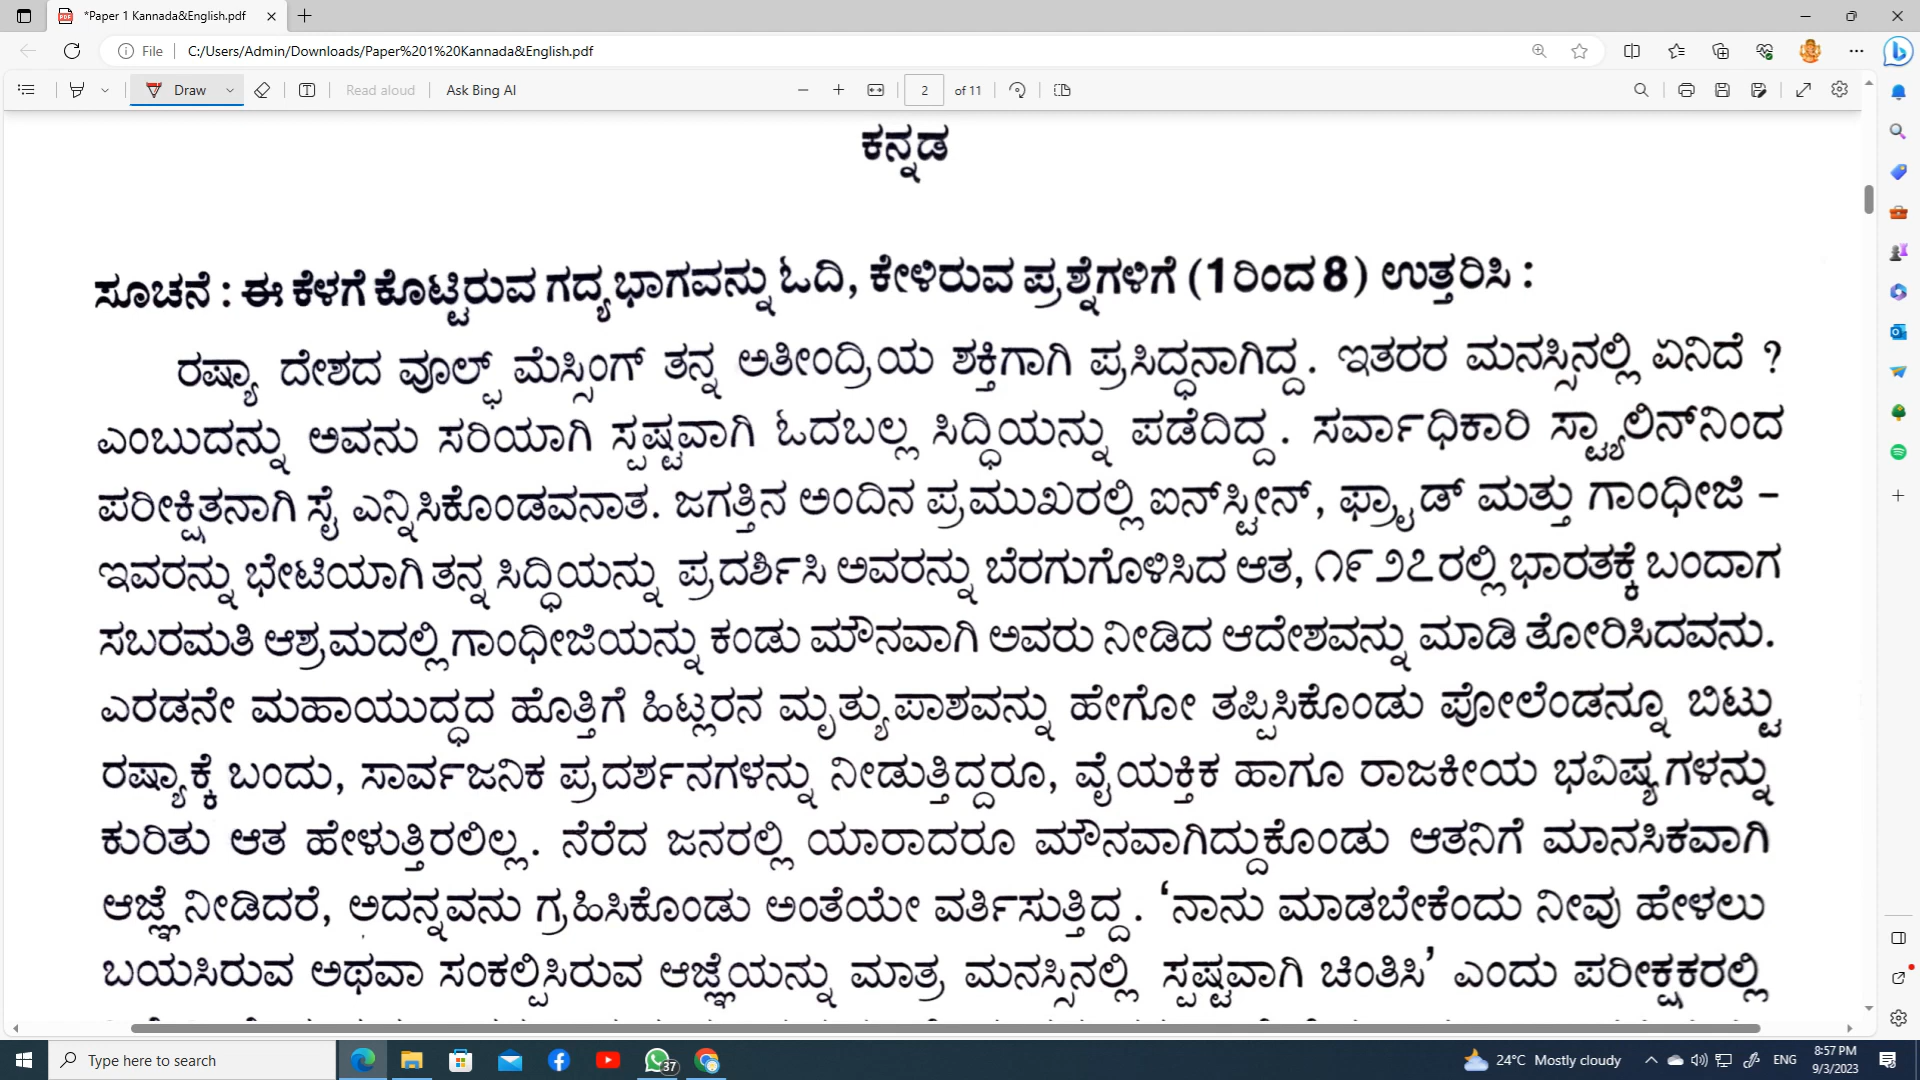 *Paper 1 Kannada&English.pdf
File
C:/Users/Admin/Downloads/Paper%201%20Kannada&English.pdf
Draw
Read aloud
Ask Bing AI
2
of 11
ಕನ್ನಡ
ಸೂಚನೆ : ಈ ಕೆಳಗೆ ಕೊಟ್ಟಿರುವ ಗದ್ಯಭಾಗವನ್ನು ಓದಿ, ಕೇಳಿರುವ ಪ್ರಶ್ನೆಗಳಿಗೆ (1 ರಿಂದ 8) ಉತ್ತರಿಸಿ :
ರಷ್ಯಾ ದೇಶದ ವೂಲ್ಫ್ ಮೆಸ್ಸಿಂಗ್ ತನ್ನ ಅತೀಂದ್ರಿಯ ಶಕ್ತಿಗಾಗಿ ಪ್ರಸಿದ್ಧನಾಗಿದ್ದ. ಇತರರ ಮನಸ್ಸಿನಲ್ಲಿ ಏನಿದೆ ?
ಎಂಬುದನ್ನು ಅವನು ಸರಿಯಾಗಿ ಸ್ಪಷ್ಟವಾಗಿ ಓದಬಲ್ಲ ಸಿದ್ಧಿಯನ್ನು ಪಡೆದಿದ್ದ. ಸರ್ವಾಧಿಕಾರಿ ಸ್ಟ್ಯಾಲಿನ್‌ನಿಂದ
ಪರೀಕ್ಷಿತನಾಗಿ ಸೈ ಎನ್ನಿಸಿಕೊಂಡವನಾತ. ಜಗತ್ತಿನ ಅಂದಿನ ಪ್ರಮುಖರಲ್ಲಿ ಐನ್‌ಸ್ಟೀನ್, ಫ್ರಾೖಡ್ ಮತ್ತು ಗಾಂಧೀಜಿ –
ಇವರನ್ನು ಭೇಟಿಯಾಗಿ ತನ್ನ ಸಿದ್ಧಿಯನ್ನು ಪ್ರದರ್ಶಿಸಿ ಅವರನ್ನು ಬೆರಗುಗೊಳಿಸಿದ ಆತ, ೧೯೨೭ರಲ್ಲಿ ಭಾರತಕ್ಕೆ ಬಂದಾಗ
ಸಬರಮತಿ ಆಶ್ರಮದಲ್ಲಿ ಗಾಂಧೀಜಿಯನ್ನು ಕಂಡು ಮೌನವಾಗಿ ಅವರು ನೀಡಿದ ಆದೇಶವನ್ನು ಮಾಡಿ ತೋರಿಸಿದವನು.
ಎರಡನೇ ಮಹಾಯುದ್ಧದ ಹೊತ್ತಿಗೆ ಹಿಟ್ಲರನ ಮೃತ್ಯುಪಾಶವನ್ನು ಹೇಗೋ ತಪ್ಪಿಸಿಕೊಂಡು ಪೋಲೆಂಡನ್ನೂ ಬಿಟ್ಟು
ರಷ್ಯಾಕ್ಕೆ ಬಂದು, ಸಾರ್ವಜನಿಕ ಪ್ರದರ್ಶನಗಳನ್ನು ನೀಡುತ್ತಿದ್ದರೂ, ವೈಯಕ್ತಿಕ ಹಾಗೂ ರಾಜಕೀಯ ಭವಿಷ್ಯಗಳನ್ನು
ಕುರಿತು ಆತ ಹೇಳುತ್ತಿರಲಿಲ್ಲ. ನೆರೆದ ಜನರಲ್ಲಿ ಯಾರಾದರೂ ಮೌನವಾಗಿದ್ದುಕೊಂಡು ಆತನಿಗೆ ಮಾನಸಿಕವಾಗಿ
ಆಜ್ಞೆ ನೀಡಿದರೆ, ಅದನ್ನವನು ಗ್ರಹಿಸಿಕೊಂಡು ಅಂತೆಯೇ ವರ್ತಿಸುತ್ತಿದ್ದ. ‘ನಾನು ಮಾಡಬೇಕೆಂದು ನೀವು ಹೇಳಲು
ಬಯಸಿರುವ ಅಥವಾ ಸಂಕಲ್ಪಿಸಿರುವ ಆಜ್ಞೆಯನ್ನು ಮಾತ್ರ ಮನಸ್ಸಿನಲ್ಲಿ ಸ್ಪಷ್ಟವಾಗಿ ಚಿಂತಿಸಿ’ ಎಂದು ಪರೀಕ್ಷಕರಲ್ಲಿ
Type here to search
37
24°C Mostly cloudy
ENG
8:57 PM
9/3/2023